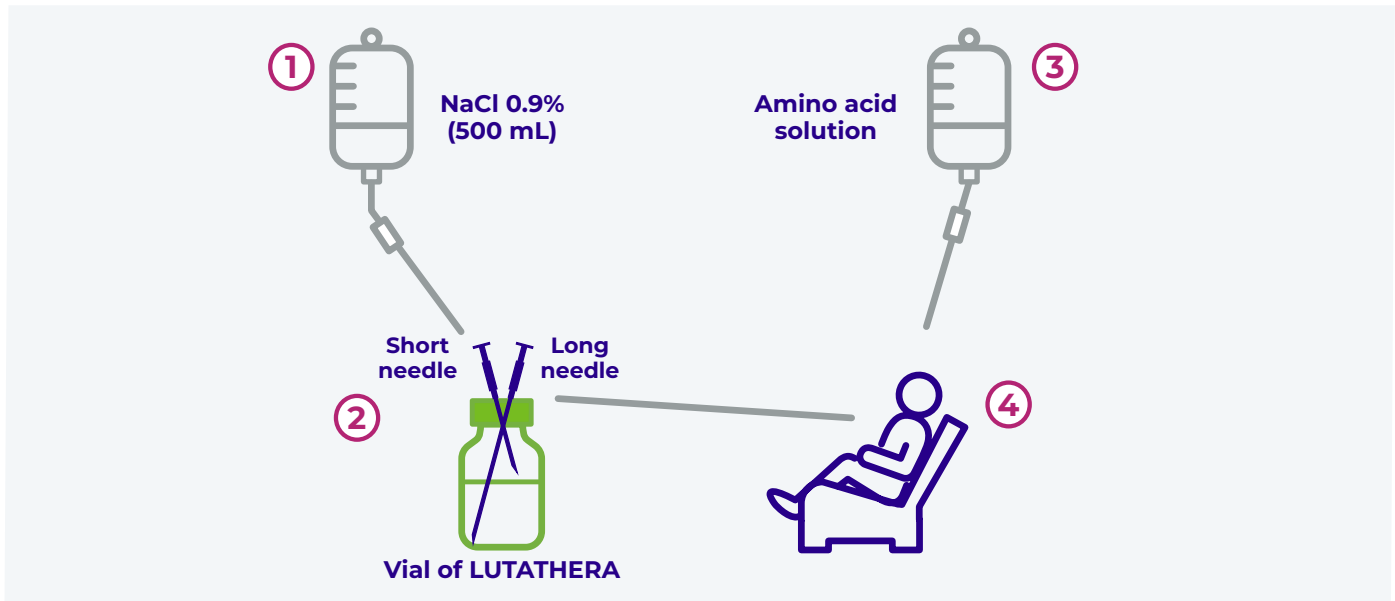 1
NaCl 0.9%
(500 mL)
Amino acid
solution
3
Short
needle
Long
needle
2
4
Vial of LUTATHERA